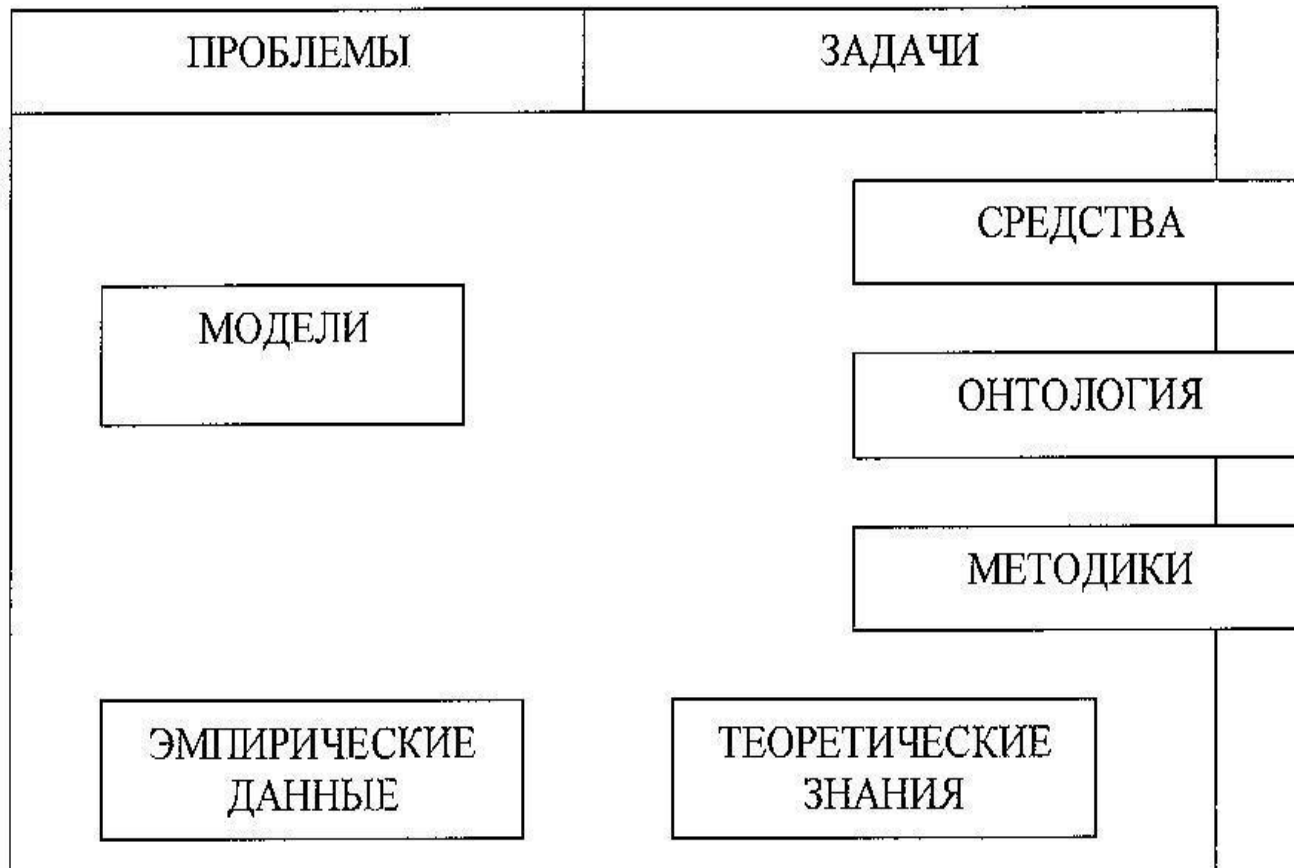 ПРОБЛЕМЫ
ЗАДАЧИ
СРЕДСТВА
МОДЕЛИ
ОНТОЛОГИЯ
МЕТОДИКИ
ЭМПИРИЧЕСКИЕ
ДАННЫЕ
ТЕОРЕТИЧЕСКИЕ
ЗНАНИЯ